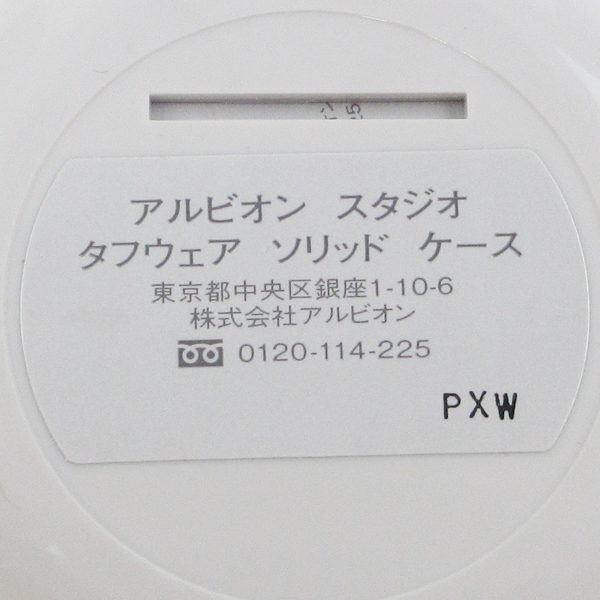 アルビオン スタジオ
タフウェア ソリッド ケース
東京都中央区銀座1-10-6
株式会社アルビオン
0120-114-225
PXW